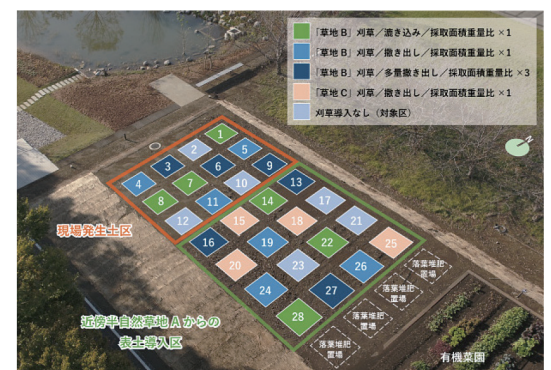 「草地 B」刈草／漉き込み／採取面積重量比 ×1
「草地 B」刈草／撒き出し／採取面積重量比 ×1
「草地 B」刈草／多量撒き出し／採取面積重量比 ×3
「草地 C」刈草／撒き出し／採取面積重量比 ×1
刈草導入なし（対象区）
N
1
2
5
3
6
9
13
4
7
10
14
17
8
11
15
18
21
12
16
19
22
25
20
23
26
24
27
28
現場発生土区
近傍半自然草地 A からの
表土導入区
落葉堆肥
置場
落葉堆肥
置場
落葉堆肥
置場
落葉堆肥
置場
有機菜園